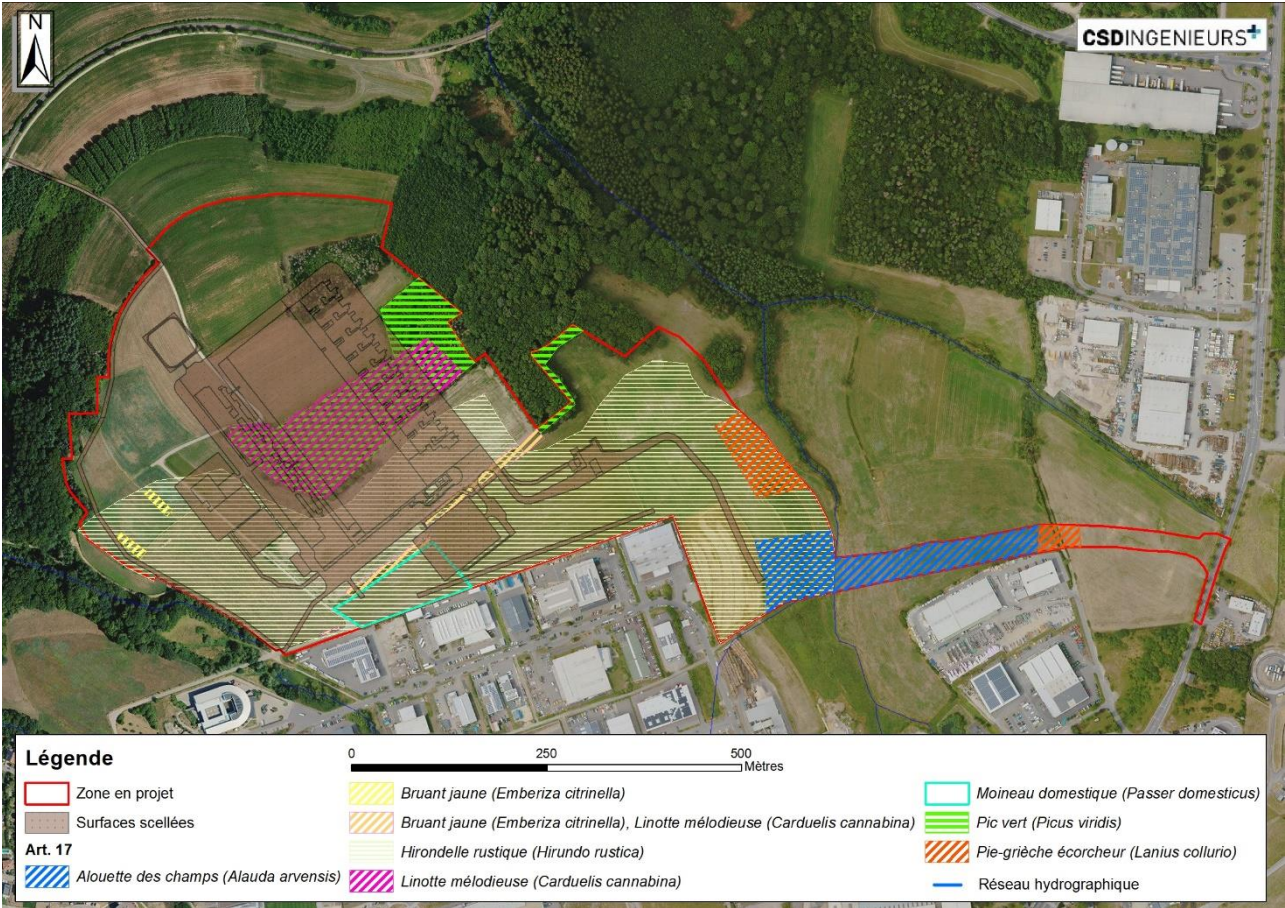 N
CSDINGENIEURS+
Légende
Zone en projet
Surfaces scellées
Art. 17
Alouette des champs (Alauda arvensis)
0 250 500
Mètres
Bruant jaune (Emberiza citrinella)
Bruant jaune (Emberiza citrinella), Linotte mélodieuse (Carduelis cannabina)
Hirondelle rustique (Hirundo rustica)
Linotte mélodieuse (Carduelis cannabina)
Moineau domestique (Passer domesticus)
Pic vert (Picus viridis)
Pie-grièche écorcheur (Lanius collurio)
Réseau hydrographique